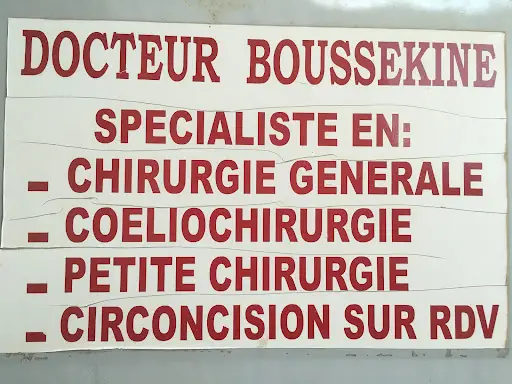 DOCTEUR BOUSSEKINE
SPECIALISTE EN:
- CHIRURGIE GENERALE
- COELIOCHIRURGIE
- PETITE CHIRURGIE
- CIRCONCISION SUR RDV